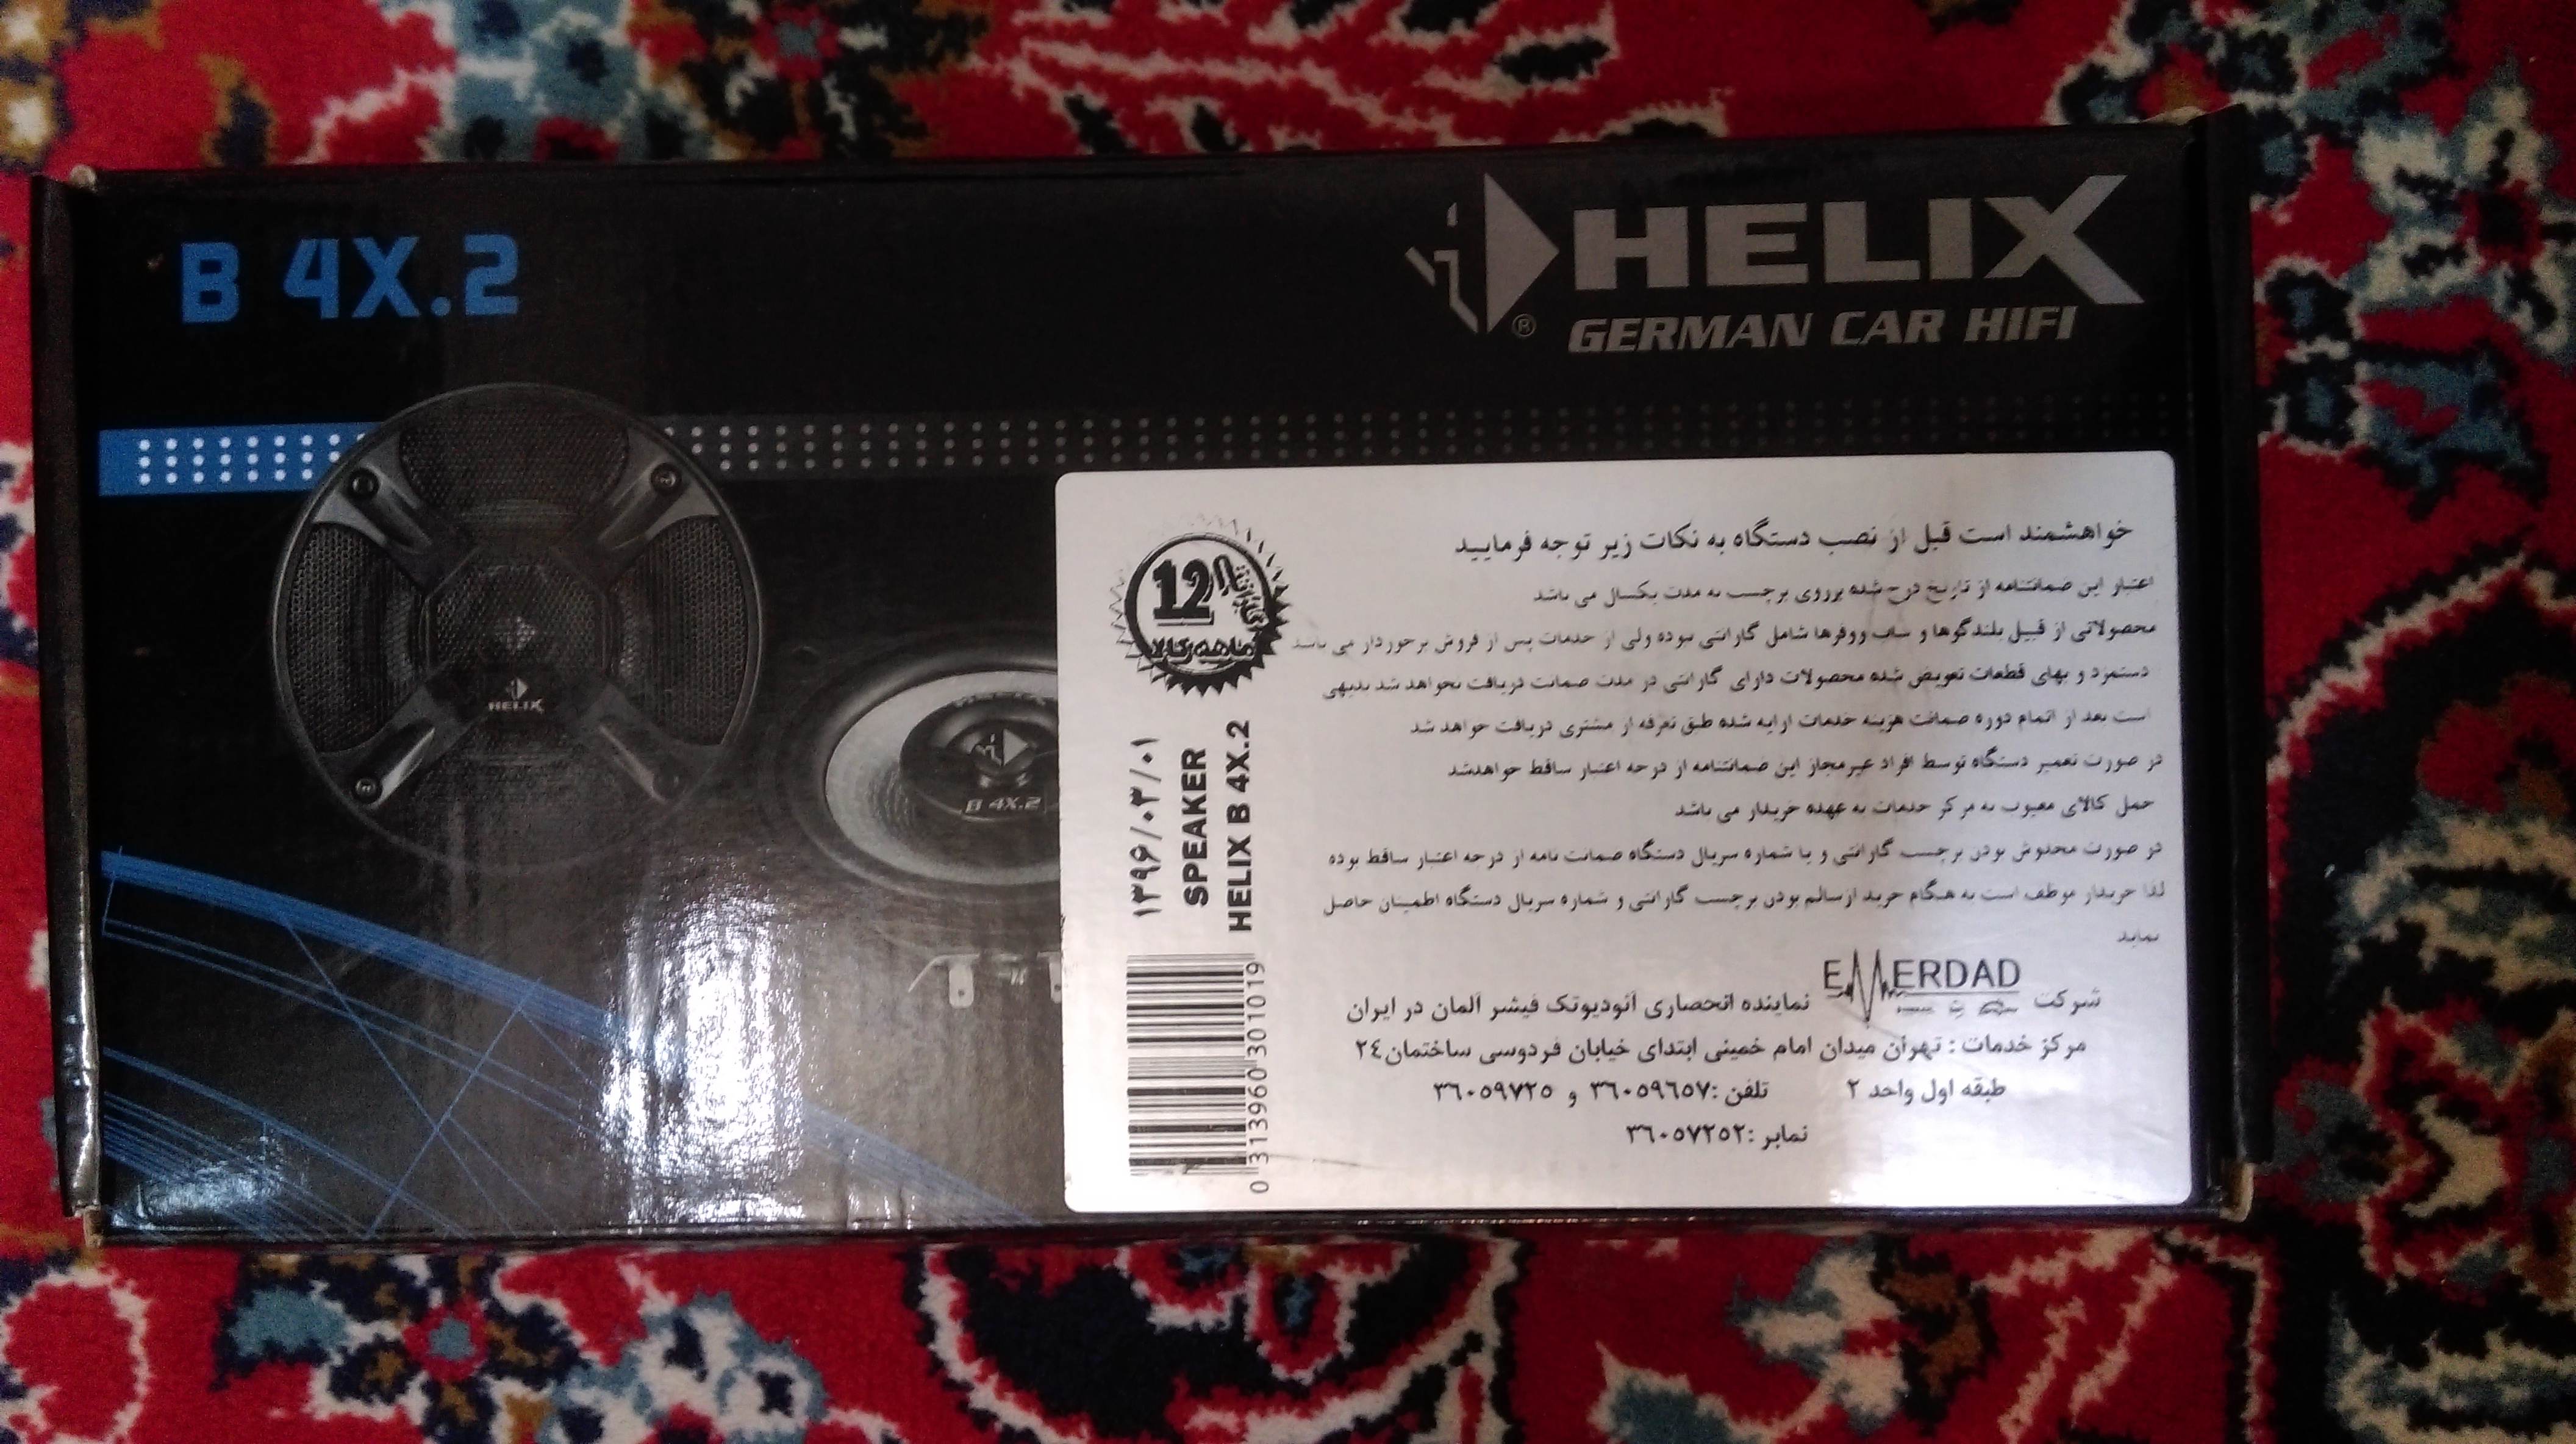 B 4X.2
HELIX
®
GERMAN CAR HIFI
HELIX
B 4X.2
خواهشمند است قبل از نصب دستگاه به نکات زیر توجه فرمایید
اعتبار این ضمانتنامه از تاریخ درج شده برروی برچسب به مدت یکسال می باشد
محصولاتی از قبیل بلندگوها و ساب ووفرها شامل گارانتی نبوده ولی از خدمات پس از فروش برخوردار می باشد
دستمزد و بهای قطعات تعویض شده محصولات دارای گارانتی در مدت ضمانت دریافت نخواهد شد بدیهی
است بعد از اتمام دوره ضمانت هزینه خدمات ارایه شده طبق تعرفه از مشتری دریافت خواهد شد
در صورت تعمیر دستگاه توسط افراد غیرمجاز این ضمانتنامه از درجه اعتبار ساقط خواهدشد
حمل کالای معیوب به مرکز خدمات به عهده خریدار می باشد
در صورت مخدوش بودن برچسب گارانتی و یا شماره سریال دستگاه ضمانت نامه از درجه اعتبار ساقط بوده
لذا خریدار موظف است به هنگام خرید ازسالم بودن برچسب گارانتی و شماره سریال دستگاه اطمینان حاصل
نماید
شرکت EMERDAD نماینده انحصاری آئودیوتک فیشر آلمان در ایران
مرکز خدمات : تهران میدان امام خمینی ابتدای خیابان فردوسی ساختمان٢٤
طبقه اول واحد ٢ تلفن :٣٦٠٥٩٦٥٧ و ٣٦٠٥٩٧٢٥
نمابر :٣٦٠٥٧٢٥٢
12
۱۳۹۶/۰۳/۰۱
SPEAKER
HELIX B 4X.2
0 313960 301019